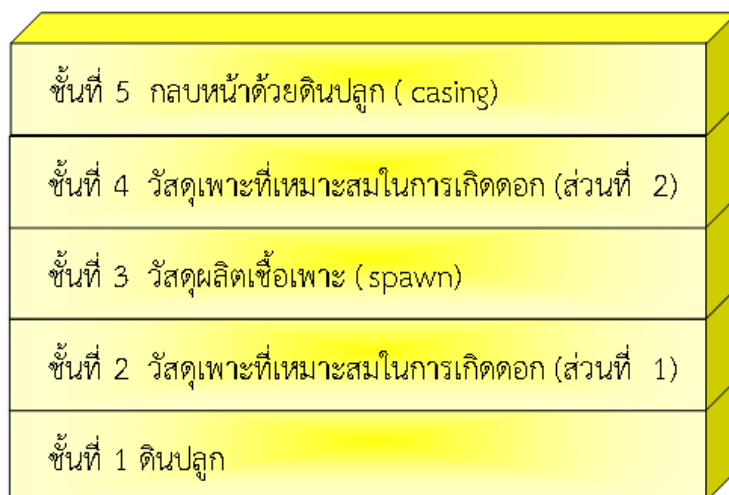 ชั้นที่ 5 กลบหน้าด้วยดินปลูก ( casing)
ชั้นที่ 4 วัสดุเพาะที่เหมาะสมในการเกิดดอก (ส่วนที่ 2)
ชั้นที่ 3 วัสดุผลิตเชื้อเพาะ ( spawn)
ชั้นที่ 2 วัสดุเพาะที่เหมาะสมในการเกิดดอก (ส่วนที่ 1)
ชั้นที่ 1 ดินปลูก